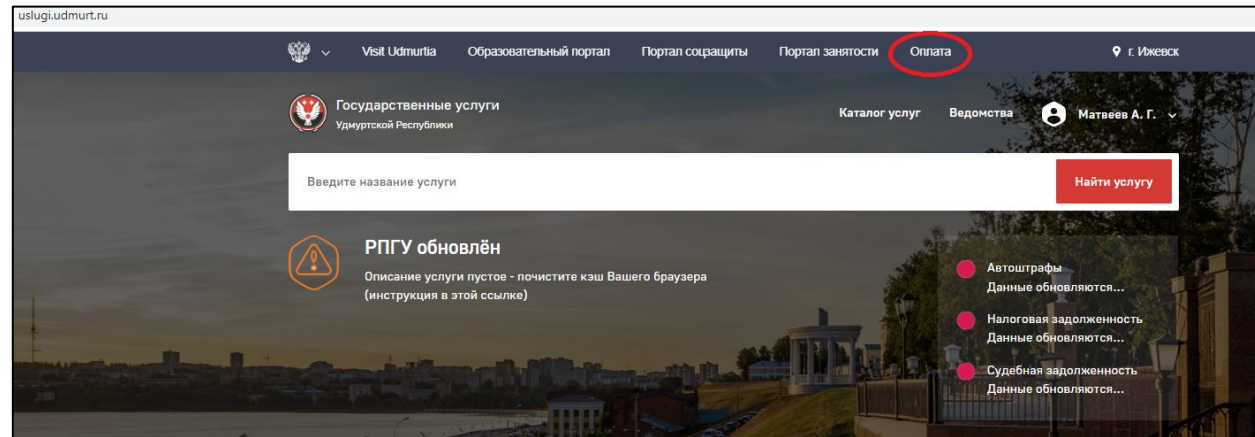 uslugi.udmurt.ru
Visit Udmurtia Образовательный портал Портал соцзащиты Портал занятости Оплата г. Ижевск
Государственные услуги
Удмуртской Республики
Каталог услуг Ведомства Матвеев А. Г.
Введите название услуги Найти услугу
РПГУ обновлён
Описание услуги пустое - почистите кэш Вашего браузера
(инструкция в этой ссылке)
Автоштрафы
Данные обновляются...
Налоговая задолженность
Данные обновляются...
Судебная задолженность
Данные обновляются...